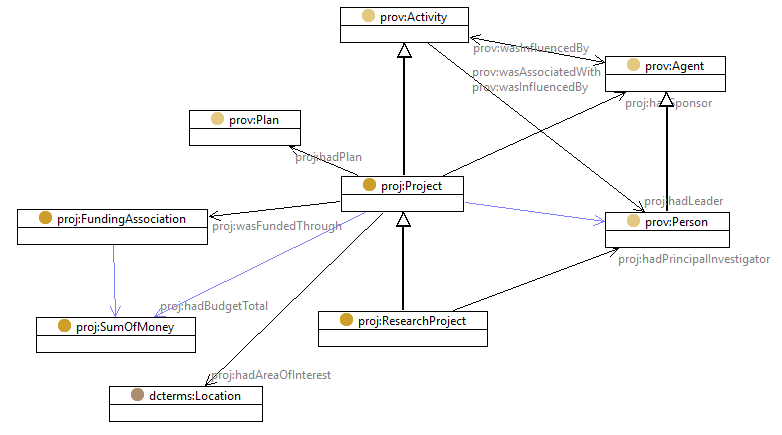 prov:Activity
prov:wasInfluencedBy
prov:Agent
prov:wasAssociatedWith
prov:wasInfluencedBy
proj:hadSponsor
prov:Plan
proj:hadPlan
proj:Project
proj:hadLeader
proj:FundingAssociation
prov:Person
proj:wasFundedThrough
proj:hadPrincipalInvestigator
proj:hadBudgetTotal
proj:SumOfMoney
proj:ResearchProject
proj:hadAreaOfInterest
dcterms:Location